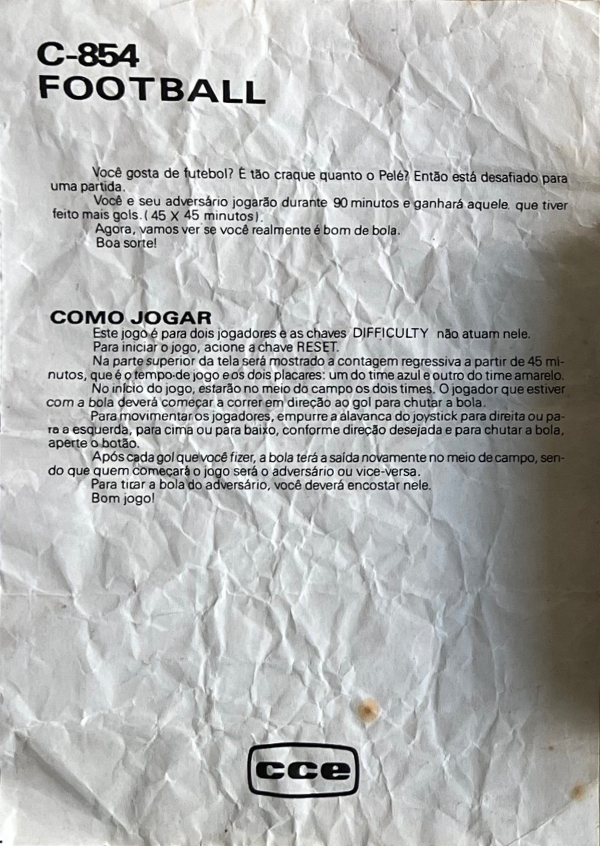 C-854
FOOTBALL
Você gosta de futebol? É tão craque quanto o Pelé? Então está desafiado para
uma partida.
Você e seu adversário jogarão durante 90 minutos e ganhará aquele que tiver
feito mais gols. (45 X 45 minutos).
Agora, vamos ver se você realmente é bom de bola.
Boa sorte!
COMO JOGAR
Este jogo é para dois jogadores e as chaves DIFFICULTY não atuam nele.
Para iniciar o jogo, acione a chave RESET.
Na parte superior da tela será mostrado a contagem regressiva a partir de 45 mi-
nutos, que é o tempo de jogo e os dois placares: um do time azul e outro do time amarelo.
No início do jogo, estarão no meio do campo os dois times. O jogador que estiver
com a bola deverá começar a correr em direção ao gol para chutar a bola.
Para movimentar os jogadores, empurre a alavanca do joystick para direita ou pa-
ra a esquerda, para cima ou para baixo, conforme direção desejada e para chutar a bola,
aperte o botão.
Após cada gol que você fizer, a bola terá a saída novamente no meio de campo, sen-
do que quem começará o jogo será o adversário ou vice-versa.
Para tirar a bola do adversário, você deverá encostar nele.
Bom jogo!
cce